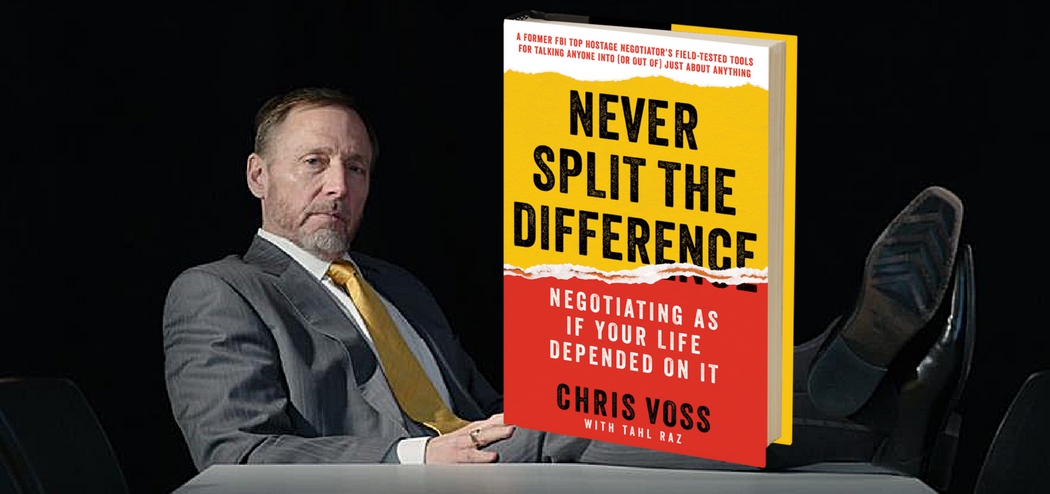 A FORMER FBI TOP HOSTAGE NEGOTIATOR'S FIELD-TESTED TOOLS
FOR TALKING ANYONE INTO (OR OUT OF) JUST ABOUT ANYTHING
NEVER
SPLIT THE
DIFFERENCE
NEGOTIATING AS
IF YOUR LIFE
DEPENDED ON IT
CHRIS VOSS
WITH TAHL RAZ